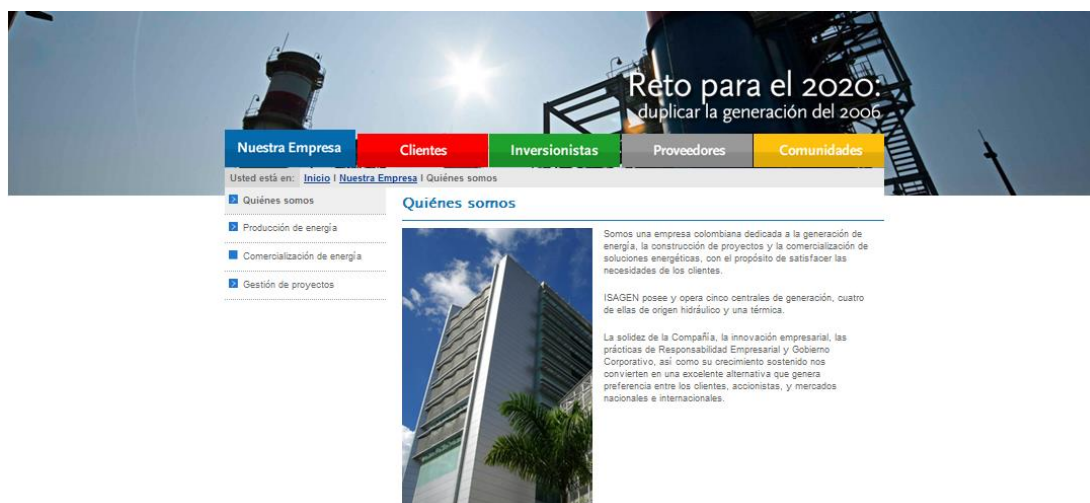 Reto para el 2020:
duplicar la generación del 2006
Nuestra Empresa
Clientes
Inversionistas
Proveedores
Comunidades
Usted está en: Inicio I Nuestra Empresa I Quiénes somos
Quiénes somos
Producción de energía
Comercialización de energía
Gestión de proyectos
Quiénes somos
Somos una empresa colombiana dedicada a la generación de
energía, la construcción de proyectos y la comercialización de
soluciones energéticas, con el propósito de satisfacer las
necesidades de los clientes.
ISAGEN posee y opera cinco centrales de generación, cuatro
de ellas de origen hidráulico y una térmica.
La solidez de la Compañía, la innovación empresarial, las
prácticas de Responsabilidad Empresarial y Gobierno
Corporativo, así como su crecimiento sostenido nos
convierten en una excelente alternativa que genera
preferencia entre los clientes, accionistas, y mercados
nacionales e internacionales.